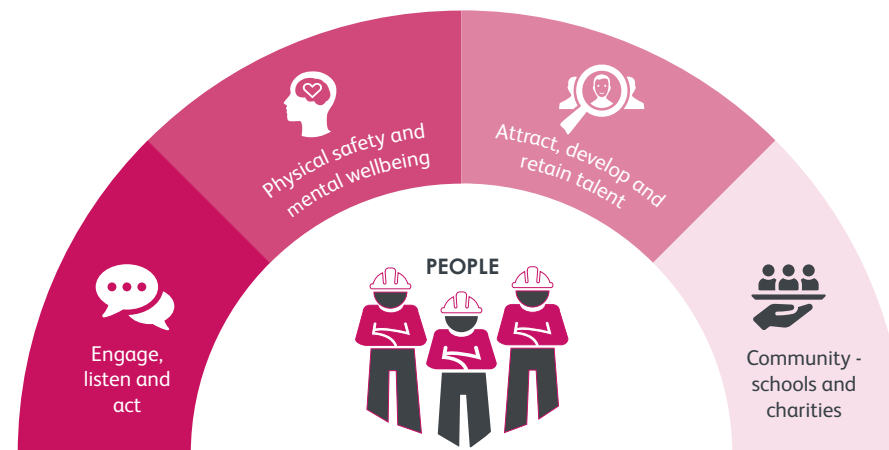 Engage,
listen and
act
Physical safety and
mental wellbeing
Attract, develop and
retain talent
Community -
schools and
charities
PEOPLE